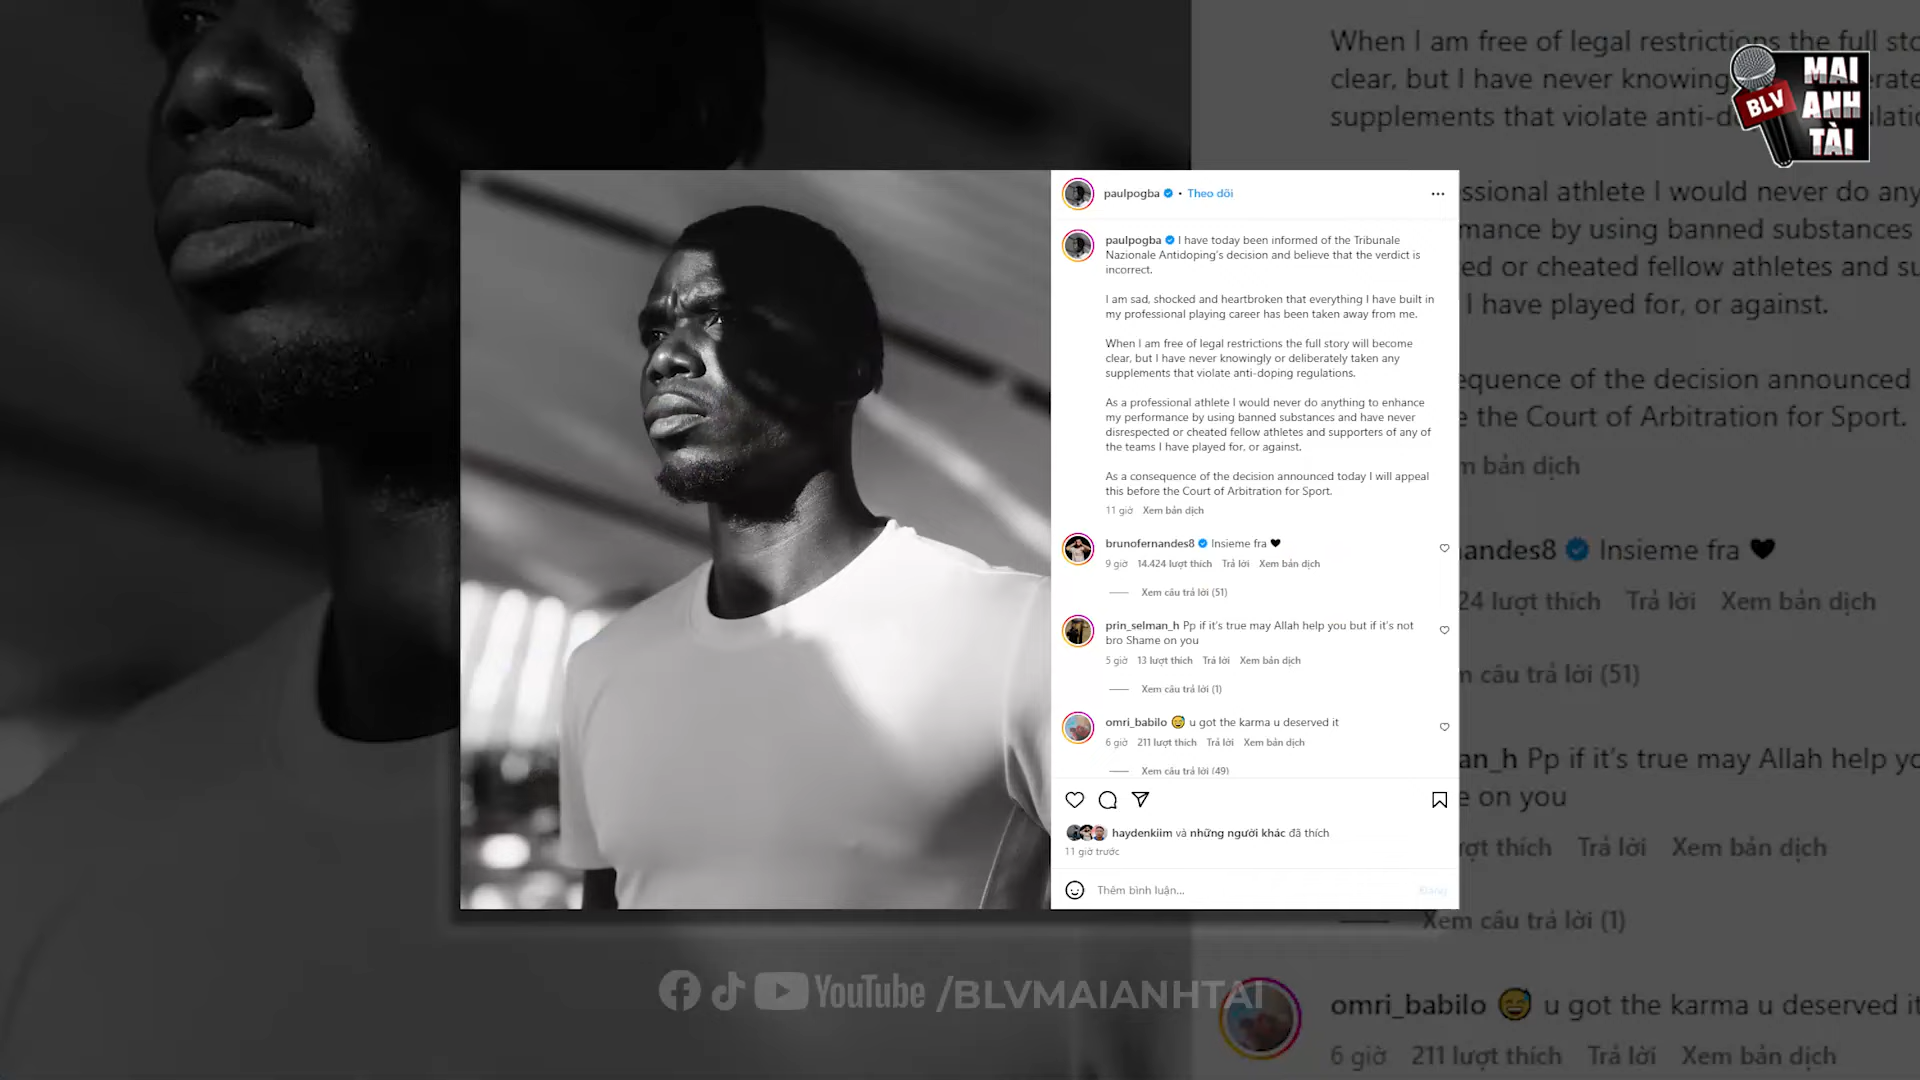 When I am free of legal restrictions the full sto
clear, but I have never knowing
erate
supplements that violate anti-d
ulatio
BLV
MAI
ANH
TÀI
ssional athlete I would never do any
mance by using banned substances
ed or cheated fellow athletes and su
I have played for, or against.
equence of the decision announced
e the Court of Arbitration for Sport.
m bản dịch
nandes8 Insieme fra 🖤
24 lượt thích Trả lời Xem bản dịch
m câu trả lời (51)
an_h Pp if it's true may Allah help yo
e on you
ượt thích Trả lời Xem bản dịch
Xem câu trả lời (1)
omri_babilo 😅 u got the karma u deserved it
6 giờ 211 lượt thích Trả lời Xem bản dịch
paulpogba • Theo dõi
paulpogba I have today been informed of the Tribunale
Nazionale Antidoping's decision and believe that the verdict is
incorrect.
I am sad, shocked and heartbroken that everything I have built in
my professional playing career has been taken away from me.
When I am free of legal restrictions the full story will become
clear, but I have never knowingly or deliberately taken any
supplements that violate anti-doping regulations.
As a professional athlete I would never do anything to enhance
my performance by using banned substances and have never
disrespected or cheated fellow athletes and supporters of any of
the teams I have played for, or against.
As a consequence of the decision announced today I will appeal
this before the Court of Arbitration for Sport.
11 giờ Xem bản dịch
brunofernandes8 Insieme fra 🖤
9 giờ 14.424 lượt thích Trả lời Xem bản dịch
Xem câu trả lời (51)
prin_selman_h Pp if it's true may Allah help you but if it's not
bro Shame on you
5 giờ 13 lượt thích Trả lời Xem bản dịch
Xem câu trả lời (1)
omri_babilo 😅 u got the karma u deserved it
6 giờ 211 lượt thích Trả lời Xem bản dịch
Xem câu trả lời (49)
haydenkiim và những người khác đã thích
11 giờ trước
Thêm bình luận...
Đăng
YouTube /BLVMAIANHTAI